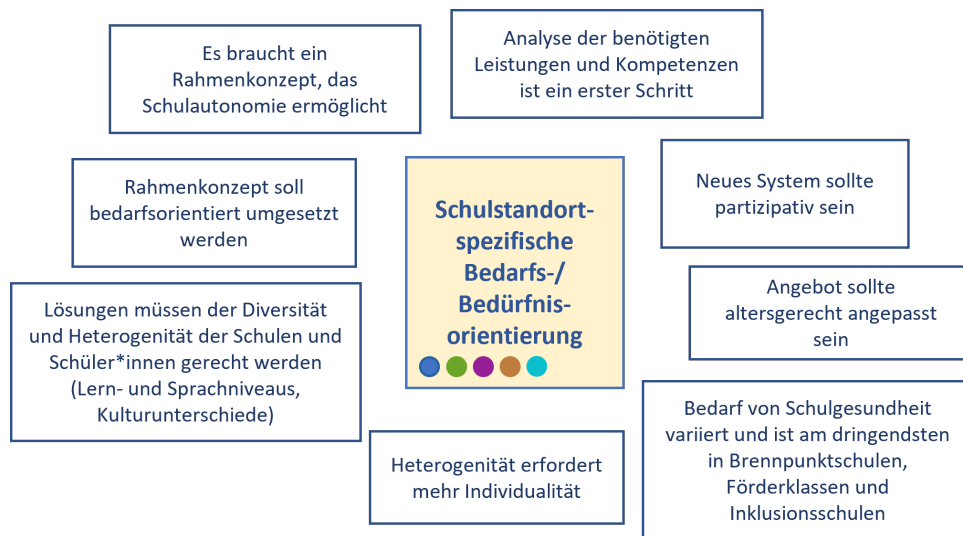 Es braucht ein
Rahmenkonzept, das
Schulautonomie ermöglicht
Analyse der benötigten
Leistungen und Kompetenzen
ist ein erster Schritt
Rahmenkonzept soll
bedarfsorientiert umgesetzt
werden
Schulstandort-
spezifische
Bedarfs-/
Bedürfnis-
orientierung
Neues System sollte
partizipativ sein
Lösungen müssen der Diversität
und Heterogenität der Schulen und
Schüler*innen gerecht werden
(Lern- und Sprachniveaus,
Kulturunterschiede)
Angebot sollte
altersgerecht angepasst
sein
Heterogenität erfordert
mehr Individualität
Bedarf von Schulgesundheit
variiert und ist am dringendsten
in Brennpunktschulen,
Förderklassen und
Inklusionsschulen